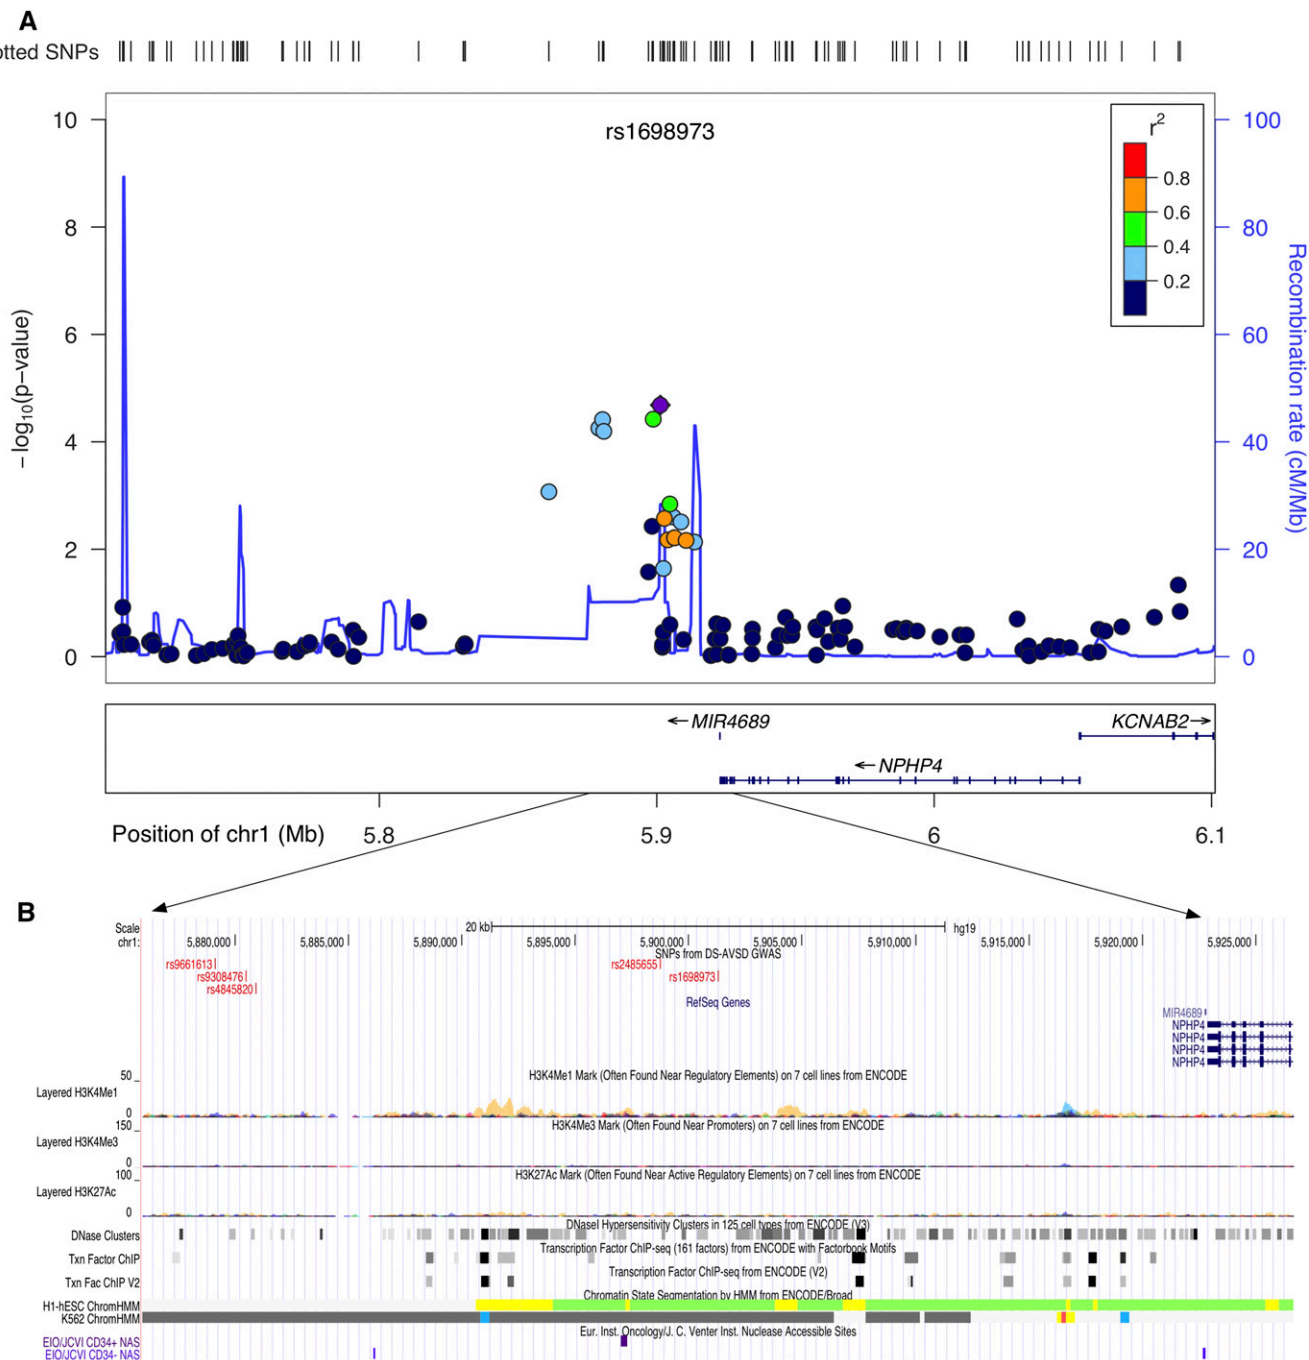 A
otted SNPs
rs1698973
10
8
6
4
2
0
− log10(p−value)
100
80
60
40
20
0
Recombination rate (cM/Mb)
r2
0.8
0.6
0.4
0.2
MIR4689
KCNAB2
NPHP4
Position of chr1 (Mb)
5.8
5.9
6
6.1
B
Scale
20 kb
hg19
chr1:
5,880,000
5,885,000
5,890,000
5,895,000
5,900,000
5,905,000
5,910,000
5,915,000
5,920,000
5,925,000
SNPs from DS-AVSD GWAS
rs9661613
rs2485655
rs9308476
rs1698973
rs4845820
RefSeq Genes
MIR4689
NPHP4
NPHP4
NPHP4
NPHP4
H3K4Me1 Mark (Often Found Near Regulatory Elements) on 7 cell lines from ENCODE
50
Layered H3K4Me1
0
H3K4Me3 Mark (Often Found Near Promoters) on 7 cell lines from ENCODE
150
Layered H3K4Me3
0
H3K27Ac Mark (Often Found Near Active Regulatory Elements) on 7 cell lines from ENCODE
100
Layered H3K27Ac
0
DNaseI Hypersensitivity Clusters in 125 cell types from ENCODE (V3)
DNase Clusters
Transcription Factor ChIP-seq (161 factors) from ENCODE with Factorbook Motifs
Txn Factor ChIP
Transcription Factor ChIP-seq from ENCODE (V2)
Txn Fac ChIP V2
Chromatin State Segmentation by HMM from ENCODE/Broad
H1-hESC ChromHMM
K562 ChromHMM
Eur. Inst. Oncology/J. C. Venter Inst. Nuclease Accessible Sites
EIO/JCVI CD34+ NAS
EIO/JCVI CD34- NAS